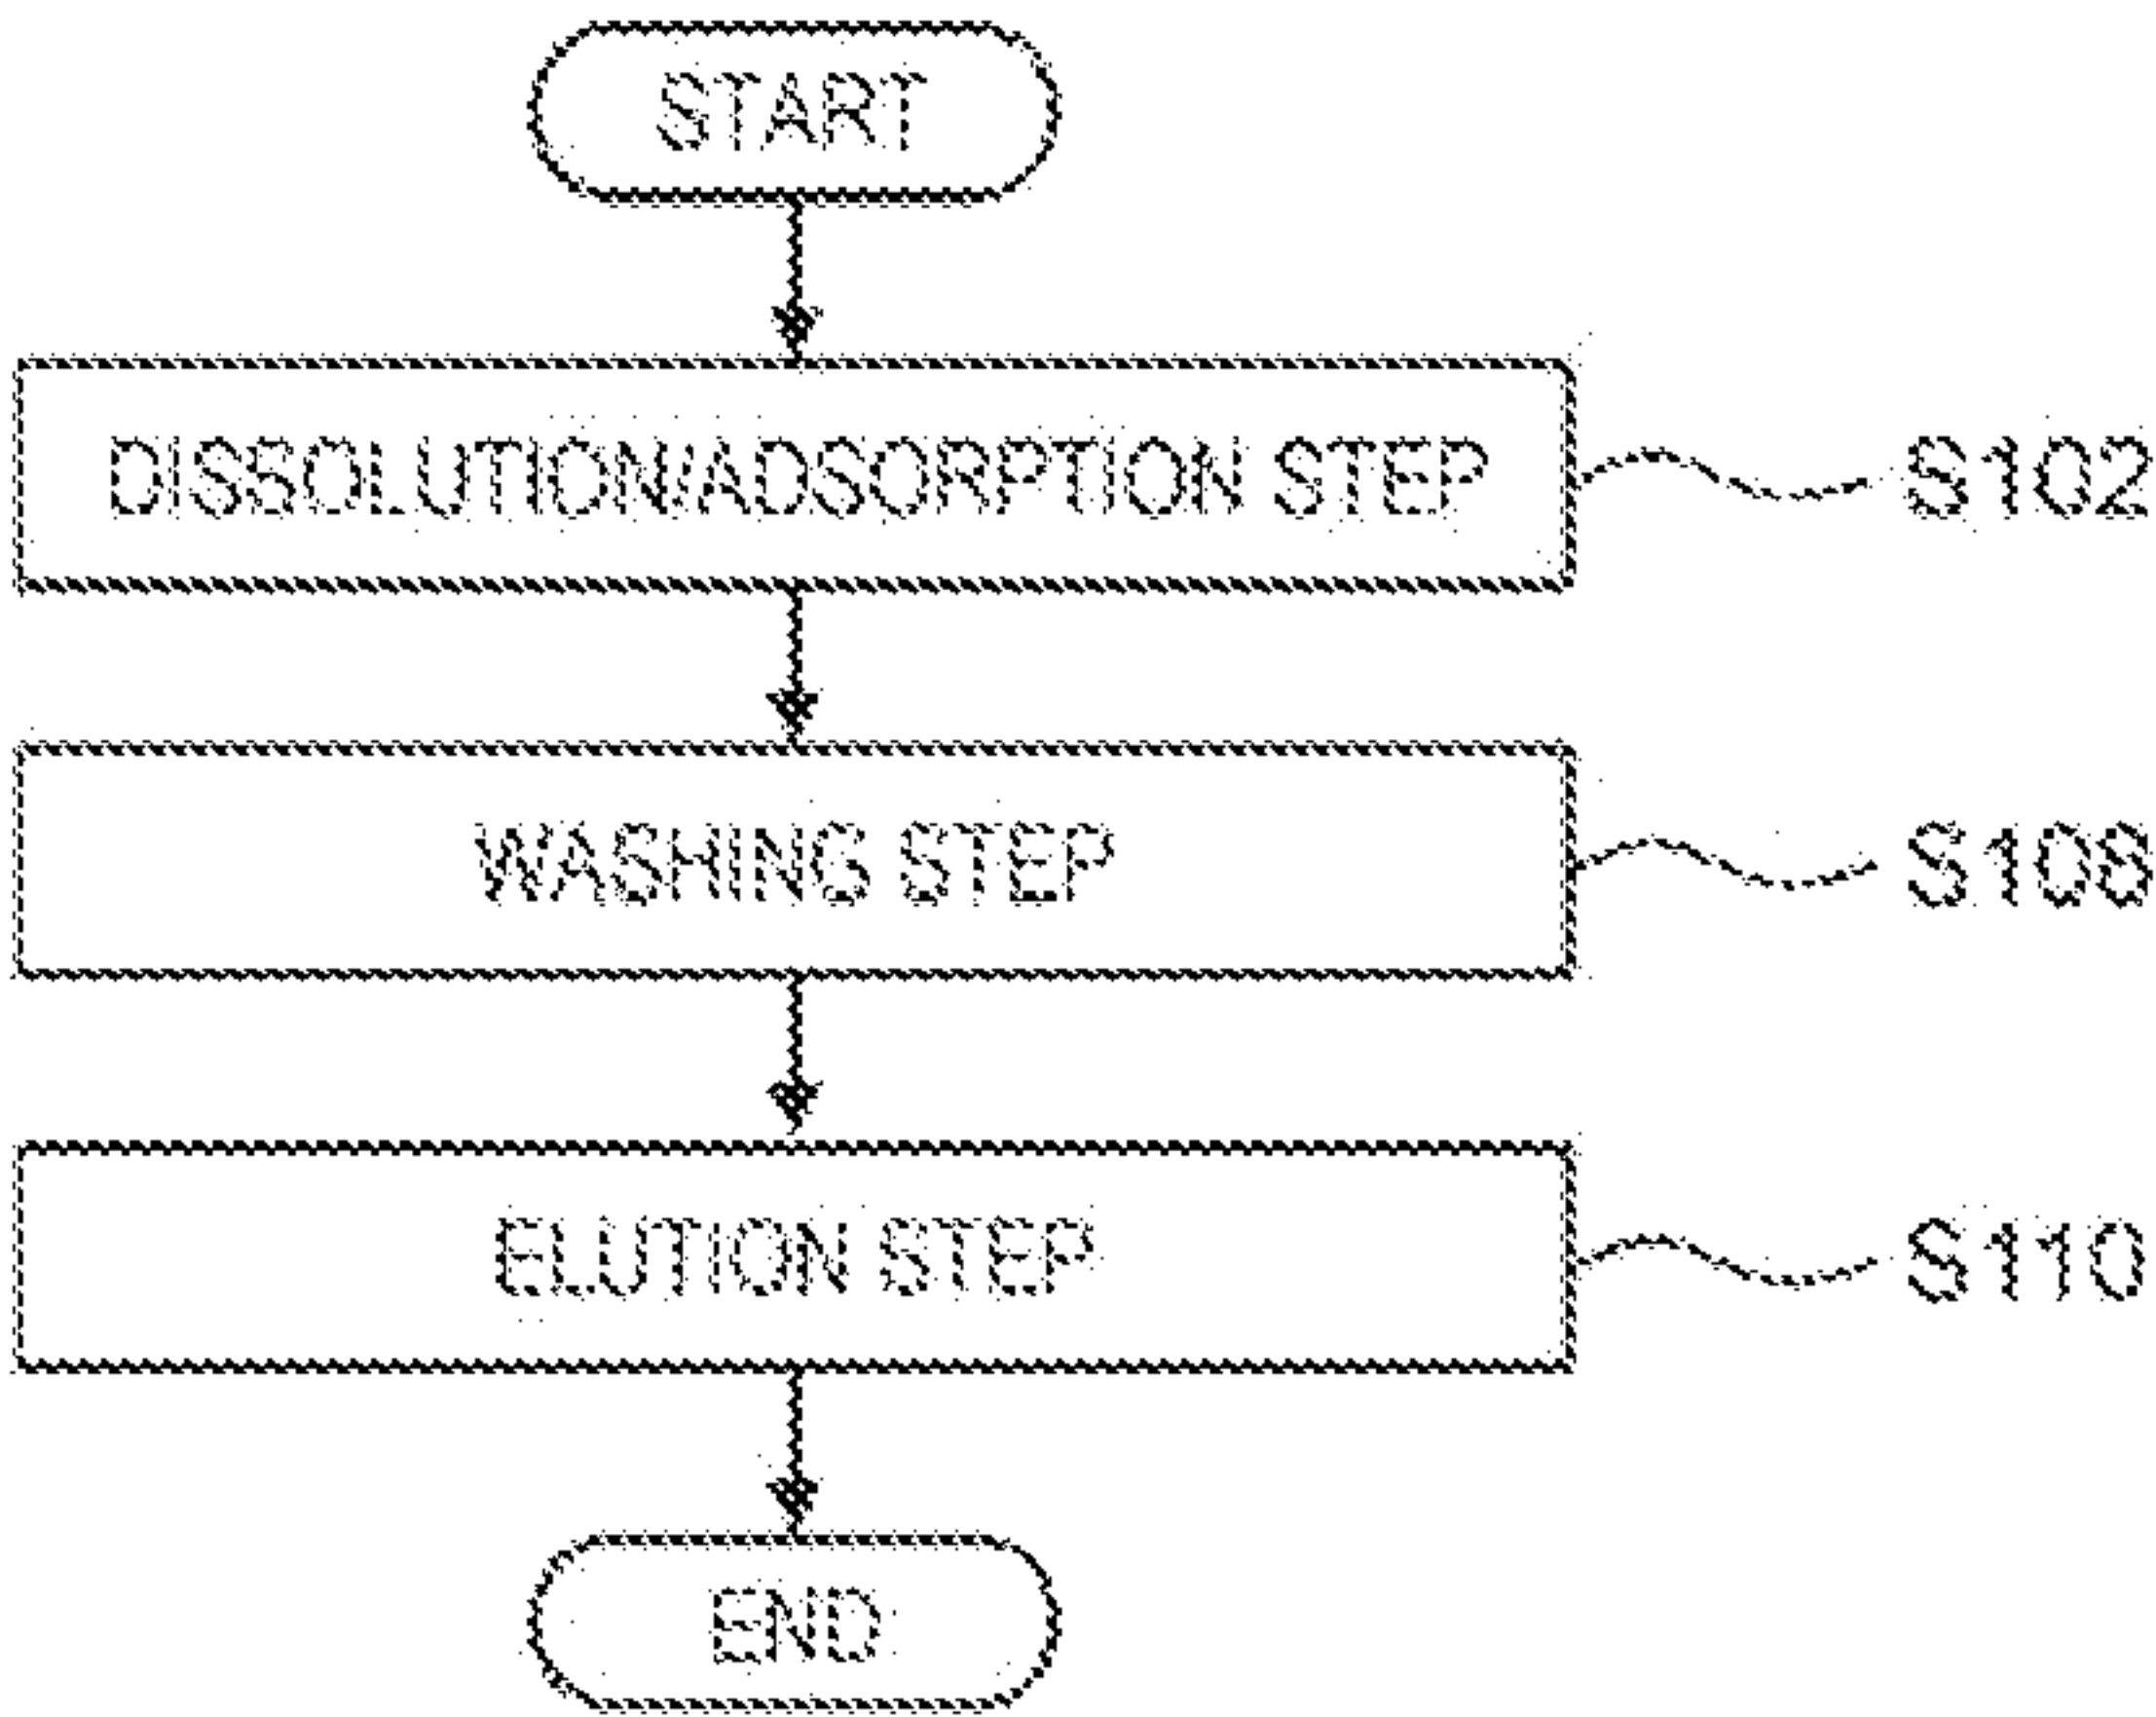 START
DISSOLUTION/ADSORPTION STEP S102
WASHING STEP S108
ELUTION STEP S110
END